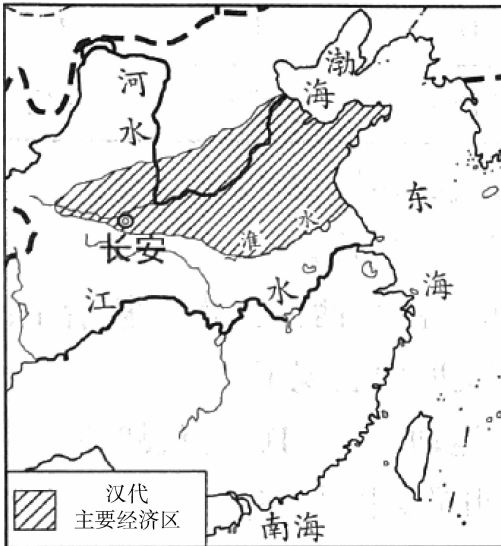 渤
海
河
水
东
海
淮
水
长安
江
水
南海
汉代
主要经济区